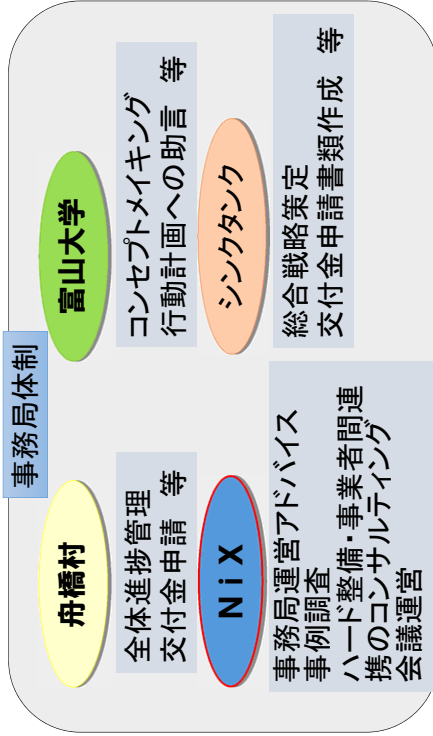 事務局体制
舟橋村
全体進捗管理
交付金申請 等
富山大学
コンセプトメイキング
行動計画への助言 等
NiX
事務局運営アドバイス
事例調査
ハード整備・事業者間連
携のコンサルティング
会議運営
シンクタンク
総合戦略策定
交付金申請書類作成 等